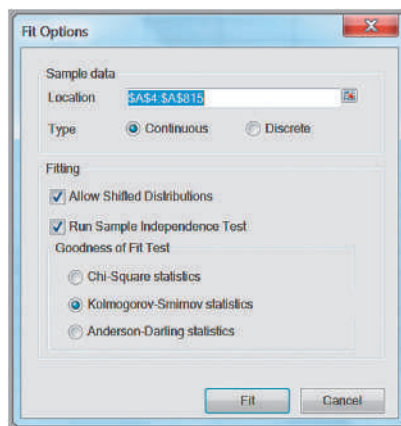 Fit Options
Sample data
Location $A$4:$A$815
Type Continuous Discrete
Fitting
Allow Shifted Distributions
Run Sample Independence Test
Goodness of Fit Test
Chi-Square statistics
Kolmogorov-Smirnov statistics
Anderson-Darling statistics
Fit Cancel